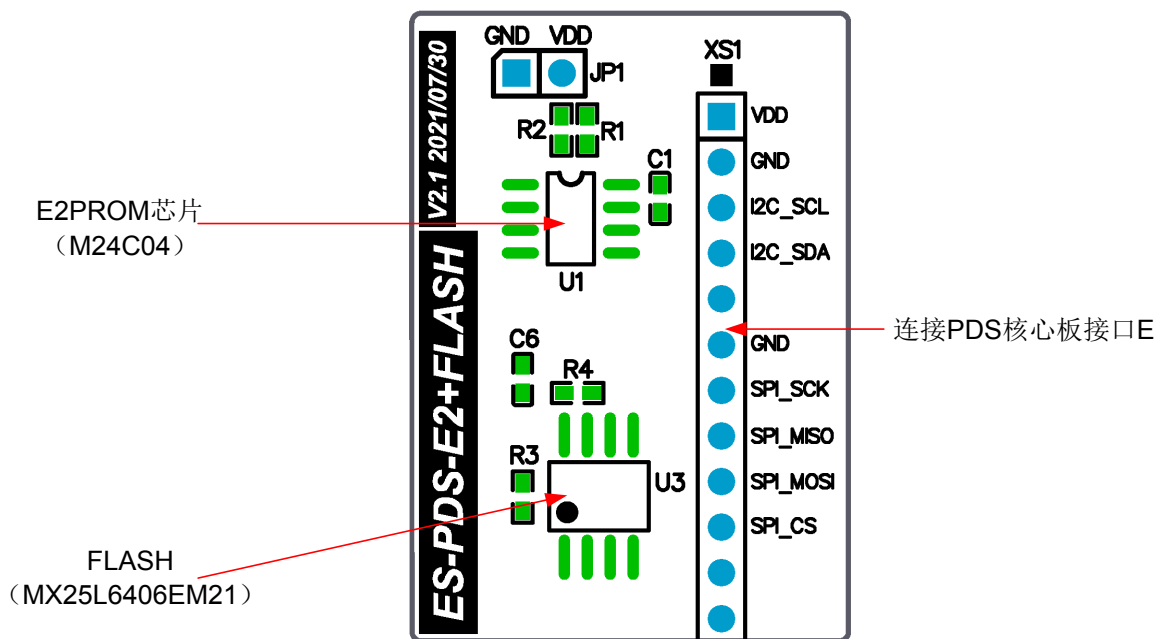 GND VDD
JP1
XS1
V2.1 2021/07/30
R2
R1
C1
VDD
GND
I2C_SCL
I2C_SDA
E2PROM芯片
（M24C04）
U1
ES-PDS-E2+FLASH
连接PDS核心板接口E
C6
R4
GND
SPI_SCK
SPI_MISO
R3
U3
SPI_MOSI
SPI_CS
FLASH
（MX25L6406EM21）